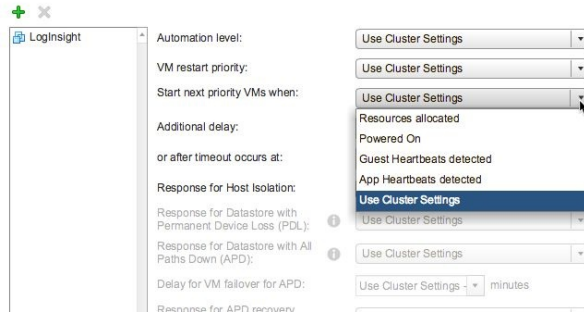 LogInsight
Automation level:
Use Cluster Settings
VM restart priority:
Use Cluster Settings
Start next priority VMs when:
Use Cluster Settings
Resources allocated
Powered On
Guest Heartbeats detected
App Heartbeats detected
Use Cluster Settings
Additional delay:
or after timeout occurs at:
Response for Host Isolation:
Response for Datastore with
Permanent Device Loss (PDL):
Use Cluster Settings
Response for Datastore with All
Paths Down (APD):
Use Cluster Settings
Delay for VM failover for APD:
Use Cluster Settings - minutes
Response for APD recovery